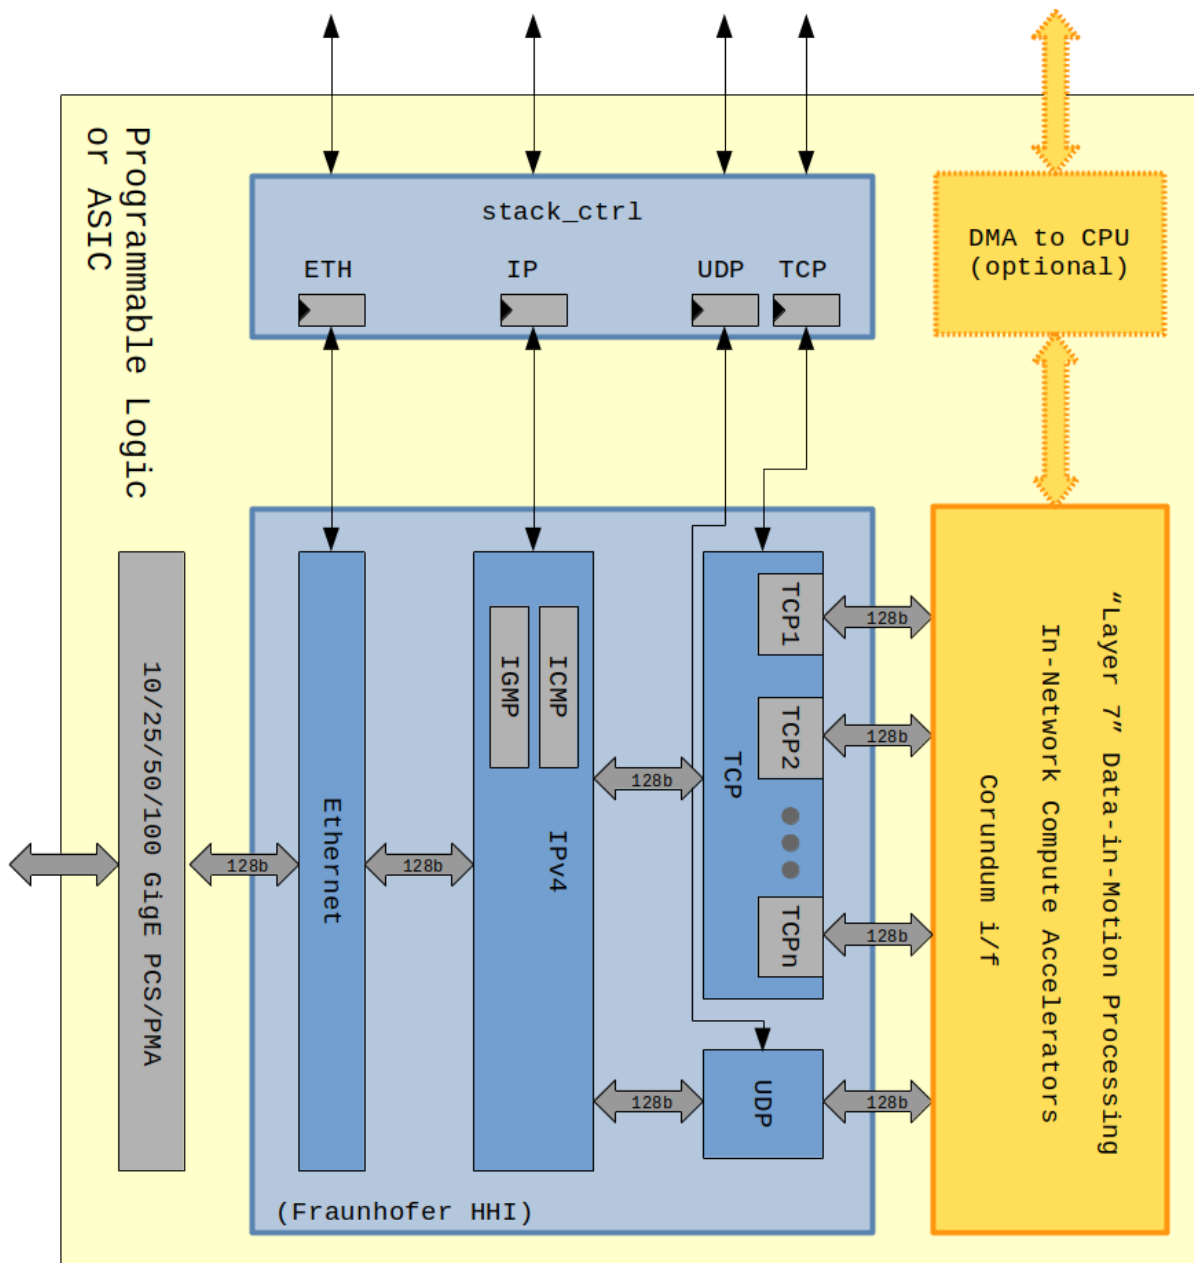 Programmable Logic
or ASIC
stack_ctrl
ETH
IP
UDP
TCP
DMA to CPU
(optional)
10/25/50/100 GigE PCS/PMA
128b
Ethernet
128b
IGMP
ICMP
IPv4
128b
128b
TCP
TCP1
TCP2
TCPn
UDP
128b
128b
128b
128b
“Layer 7” Data-in-Motion Processing
In-Network Compute Accelerators
Corundum i/f
(Fraunhofer HHI)